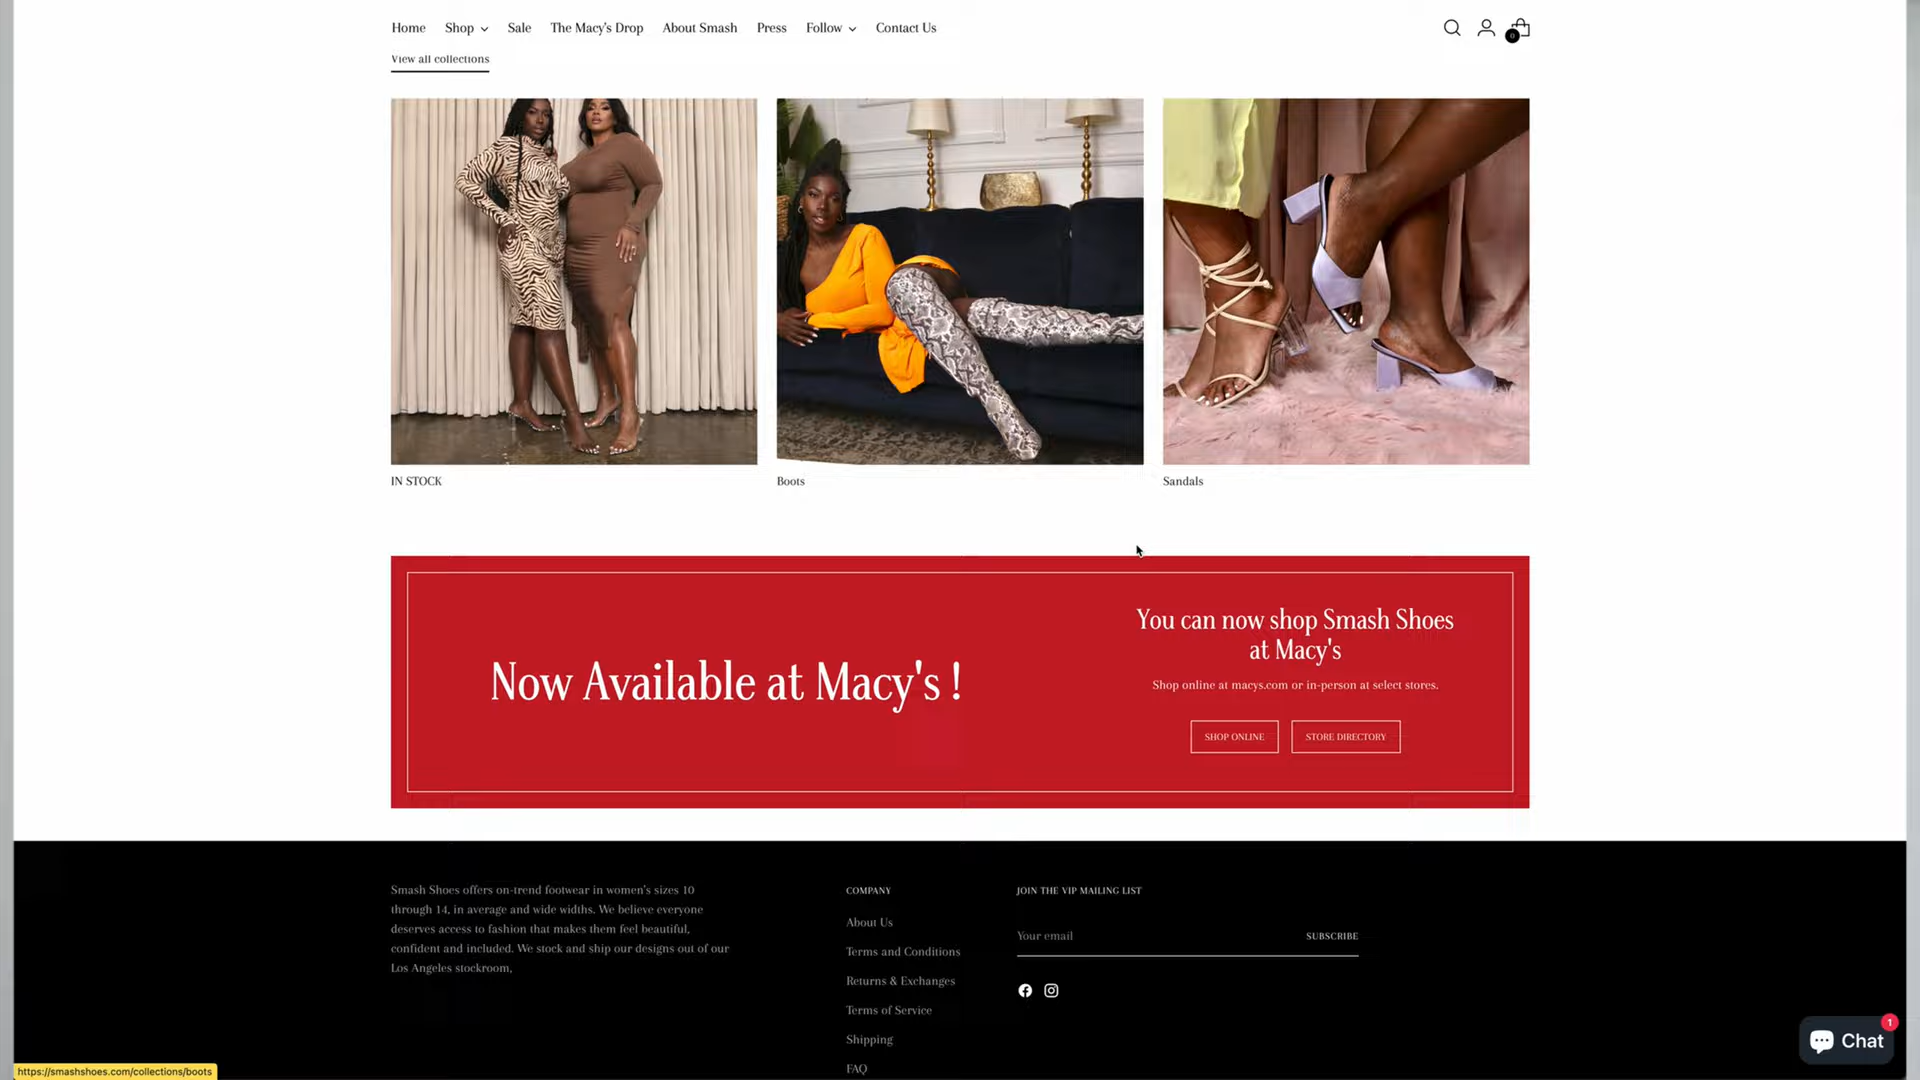 Home Shop Sale The Macy's Drop About Smash Press Follow Contact Us
0
View all collections
IN STOCK
Boots
Sandals
Now Available at Macy's !
You can now shop Smash Shoes
at Macy's
Shop online at macys.com or in-person at select stores.
SHOP ONLINE STORE DIRECTORY
Smash Shoes offers on-trend footwear in women's sizes 10
through 14, in average and wide widths. We believe everyone
deserves access to fashion that makes them feel beautiful,
confident and included. We stock and ship our designs out of our
Los Angeles stockroom,
COMPANY
About Us
Terms and Conditions
Returns & Exchanges
Terms of Service
Shipping
FAQ
JOIN THE VIP MAILING LIST
Your email SUBSCRIBE
1
Chat
https://smashshoes.com/collections/boots